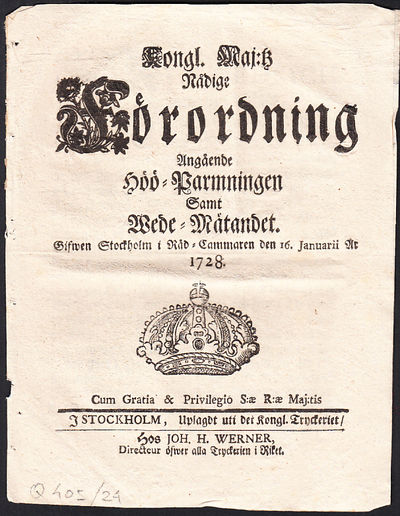 Kongl. Maj:tz
Nådige
Förordning
Angående
Höö-Parmningen
Samt
Wede-Mätandet.
Gifwen Stockholm i Råd-Cammaren den 16. Januarii Åt
1728.
Cum Gratia & Privilegio S:æ R:æ Maj:tis
J STOCKHOLM, Uplagdt uti det Kongl. Tryckeriet/
Hos JOH. H. WERNER,
Directeur öfwer alla Tryckerien i Riket.
Q 405/24